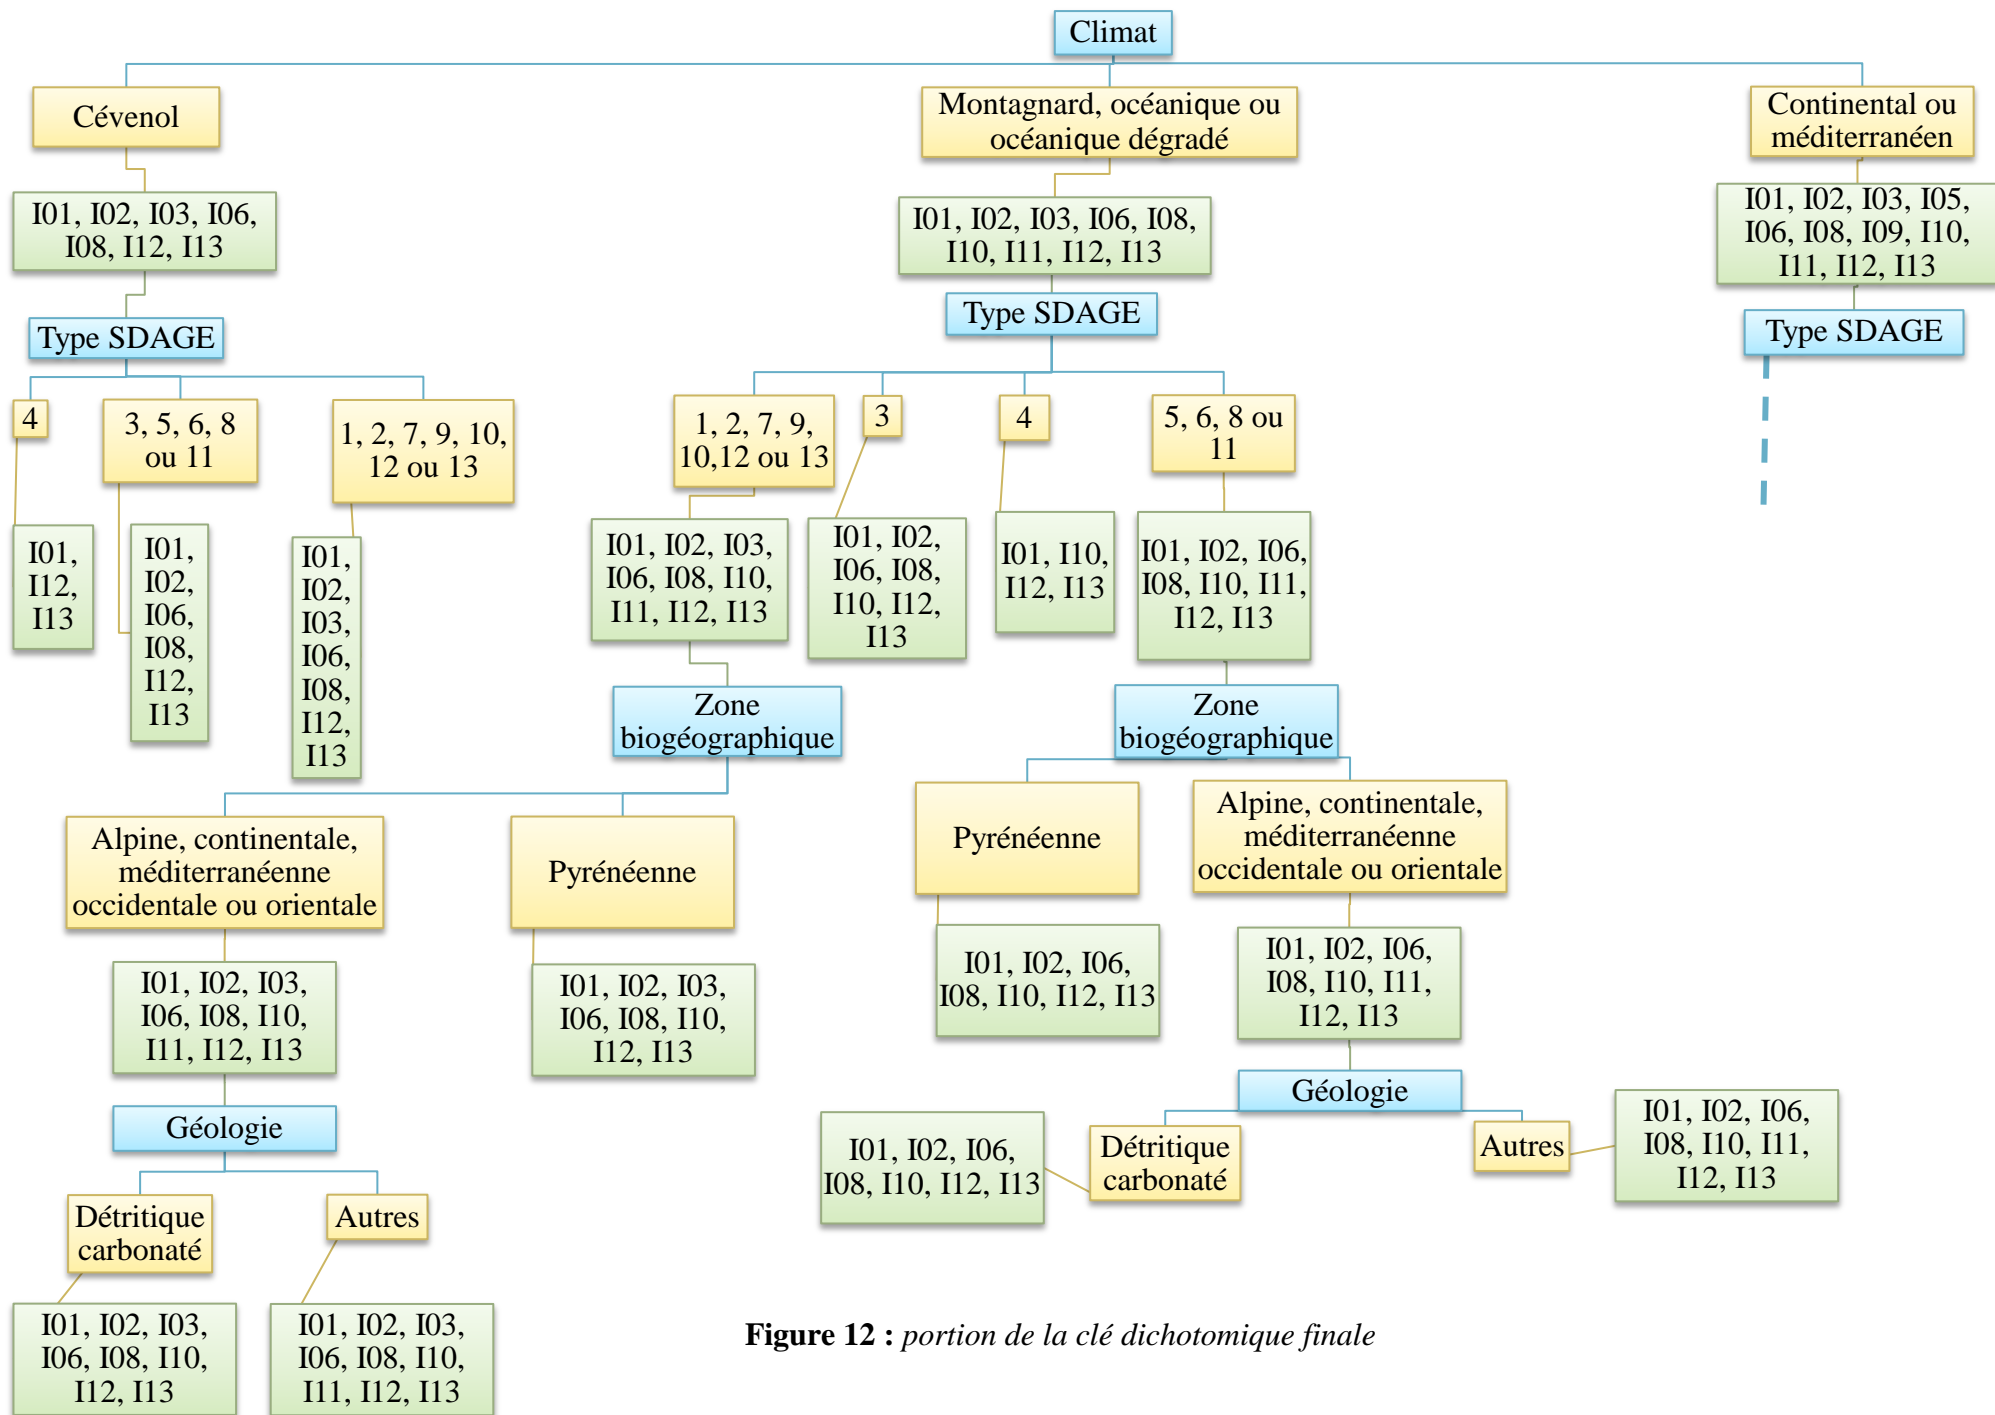 Climat
Cévenol
Montagnard, océanique ou
océanique dégradé
Continental ou
méditerranéen
I01, I02, I03, I06,
I08, I12, I13
I01, I02, I03, I06, I08,
I10, I11, I12, I13
I01, I02, I03, I05,
I06, I08, I09, I10,
I11, I12, I13
Type SDAGE
Type SDAGE
Type SDAGE
4
3, 5, 6, 8
ou 11
1, 2, 7, 9, 10,
12 ou 13
1, 2, 7, 9,
10,12 ou 13
3
4
5, 6, 8 ou
11
I01,
I12,
I13
I01,
I02,
I06,
I08,
I12,
I13
I01,
I02,
I03,
I06,
I08,
I12,
I13
I01, I02, I03,
I06, I08, I10,
I11, I12, I13
I01, I02,
I06, I08,
I10, I12,
I13
I01, I10,
I12, I13
I01, I02, I06,
I08, I10, I11,
I12, I13
Zone
biogéographique
Zone
biogéographique
Alpine, continentale,
méditerranéenne
occidentale ou orientale
Pyrénéenne
Pyrénéenne
Alpine, continentale,
méditerranéenne
occidentale ou orientale
I01, I02, I03,
I06, I08, I10,
I11, I12, I13
I01, I02, I03,
I06, I08, I10,
I12, I13
I01, I02, I06,
I08, I10, I12, I13
I01, I02, I06,
I08, I10, I11,
I12, I13
Géologie
Géologie
I01, I02, I06,
I08, I10, I12, I13
Détritique
carbonaté
Autres
I01, I02, I06,
I08, I10, I11,
I12, I13
Détritique
carbonaté
Autres
I01, I02, I03,
I06, I08, I10,
I12, I13
I01, I02, I03,
I06, I08, I10,
I11, I12, I13
Figure 12 : portion de la clé dichotomique finale